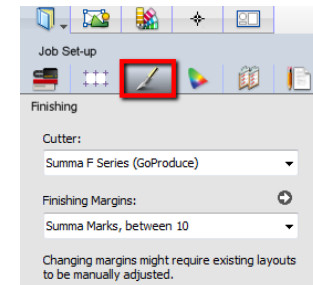 Job Set-up
Finishing
Cutter:
Summa F Series (GoProduce)
Finishing Margins:
Summa Marks, between 10
Changing margins might require existing layouts
to be manually adjusted.